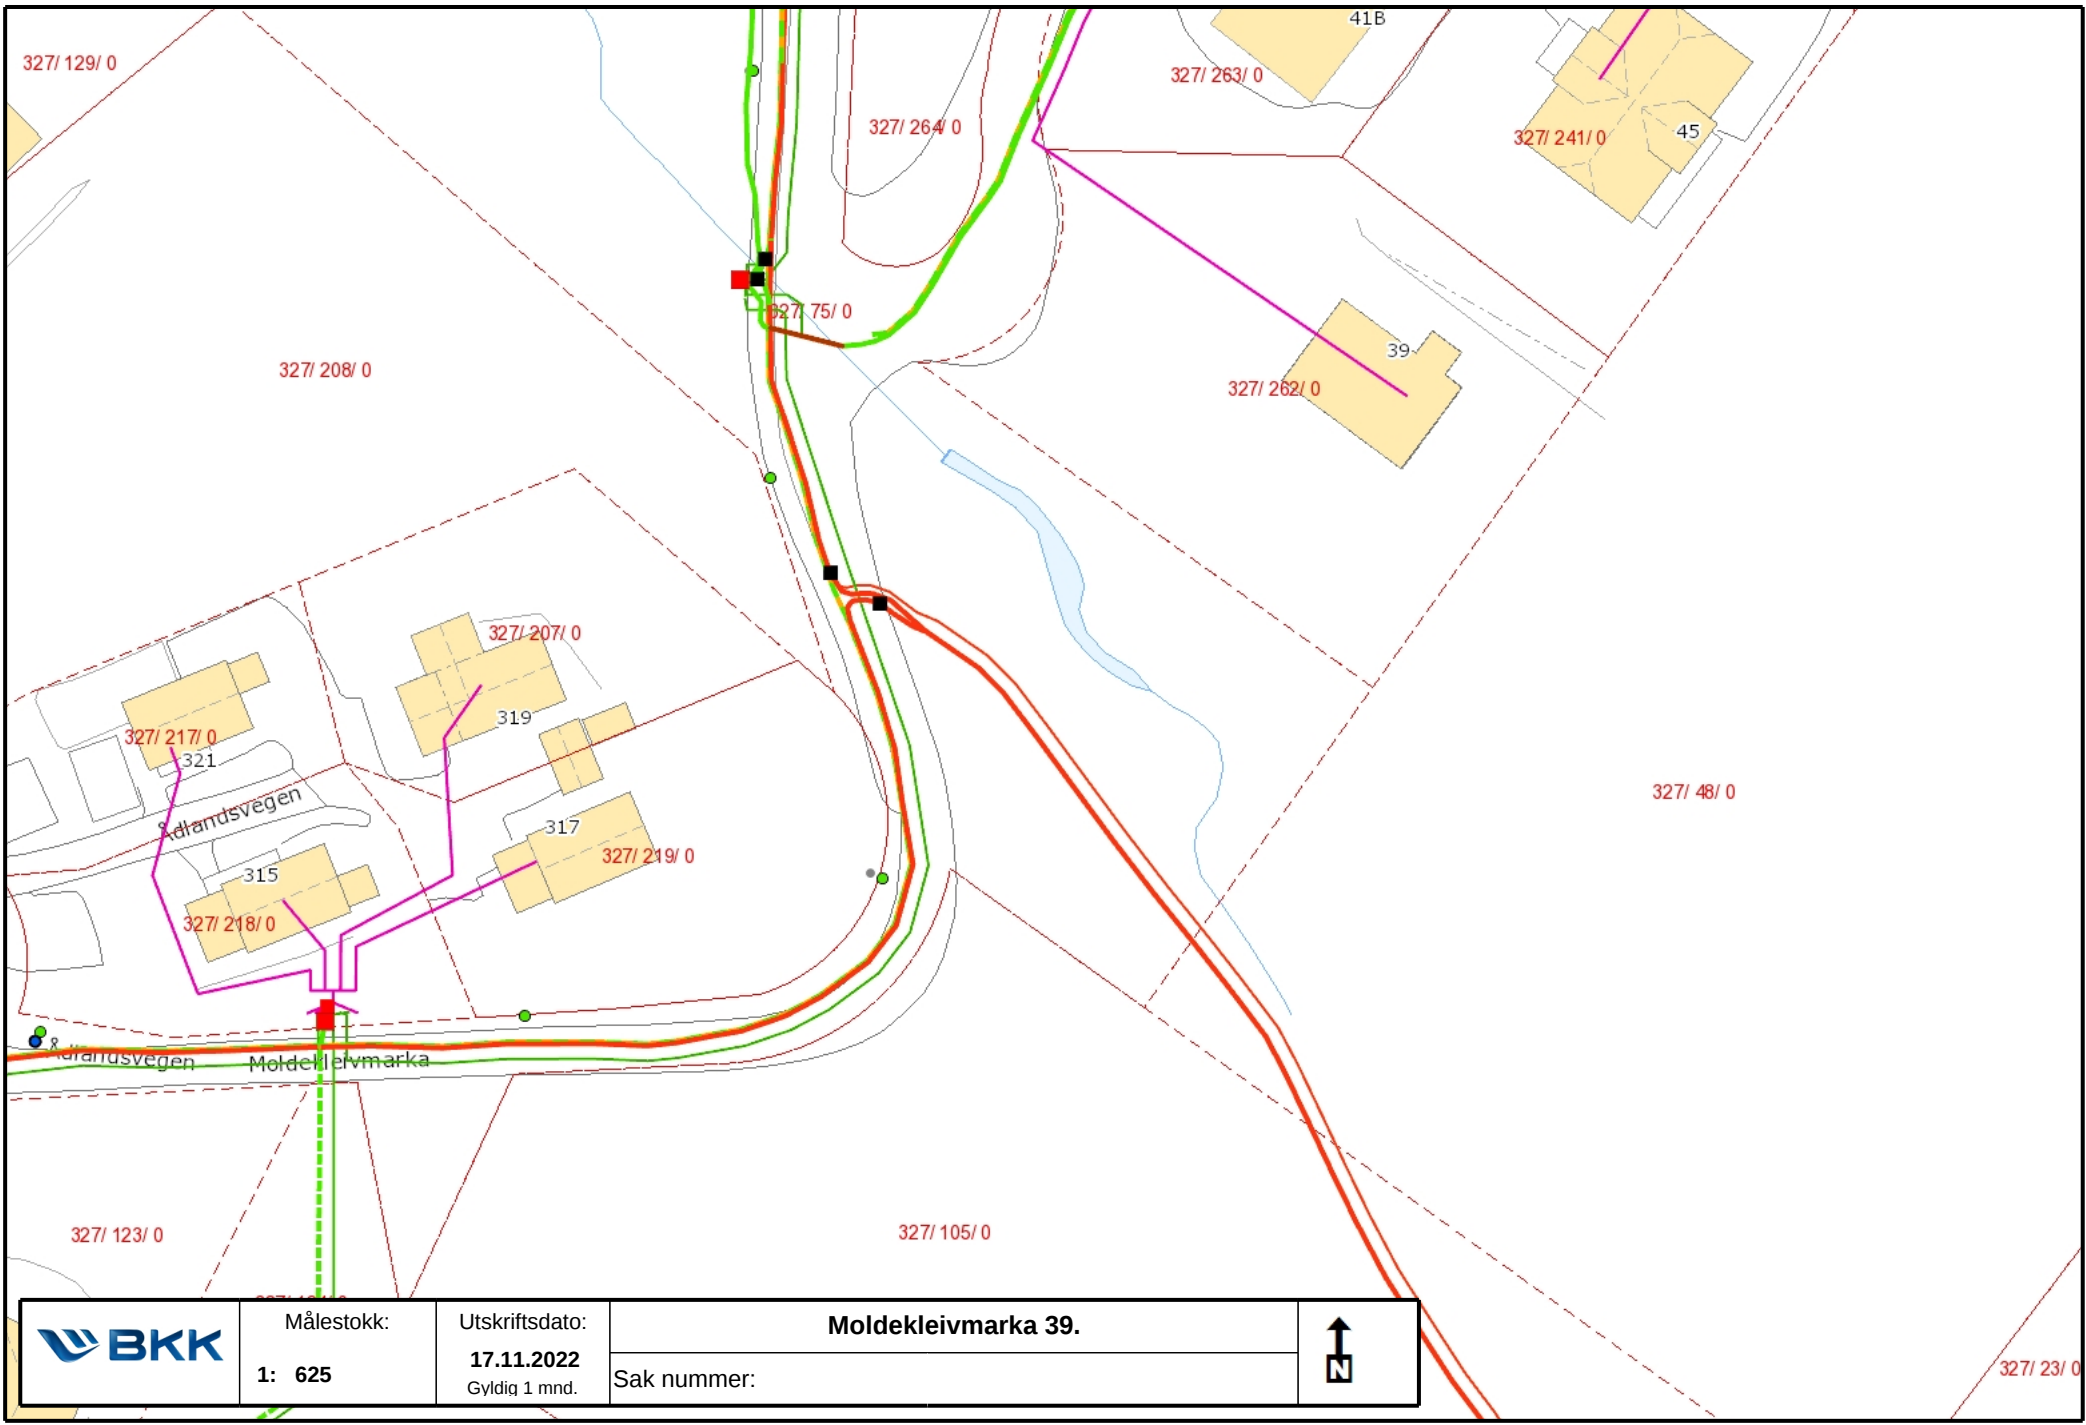 41B
327/ 129/ 0
327/ 263/ 0
327/ 264/ 0
45
327/ 241/ 0
327/ 75/ 0
39
327/ 208/ 0
327/ 262/ 0
327/ 207/ 0
319
327/ 217/ 0
321
327/ 48/ 0
Ådlandsvegen
317
327/ 219/ 0
315
327/ 218/ 0
Ådlandsvegen
Moldekleivmarka
327/ 123/ 0
327/ 105/ 0
327/ 23/ 0
BKK
Målestokk:
1: 625
Utskriftsdato:
17.11.2022
Gyldig 1 mnd.
Moldekleivmarka 39.
Sak nummer:
N